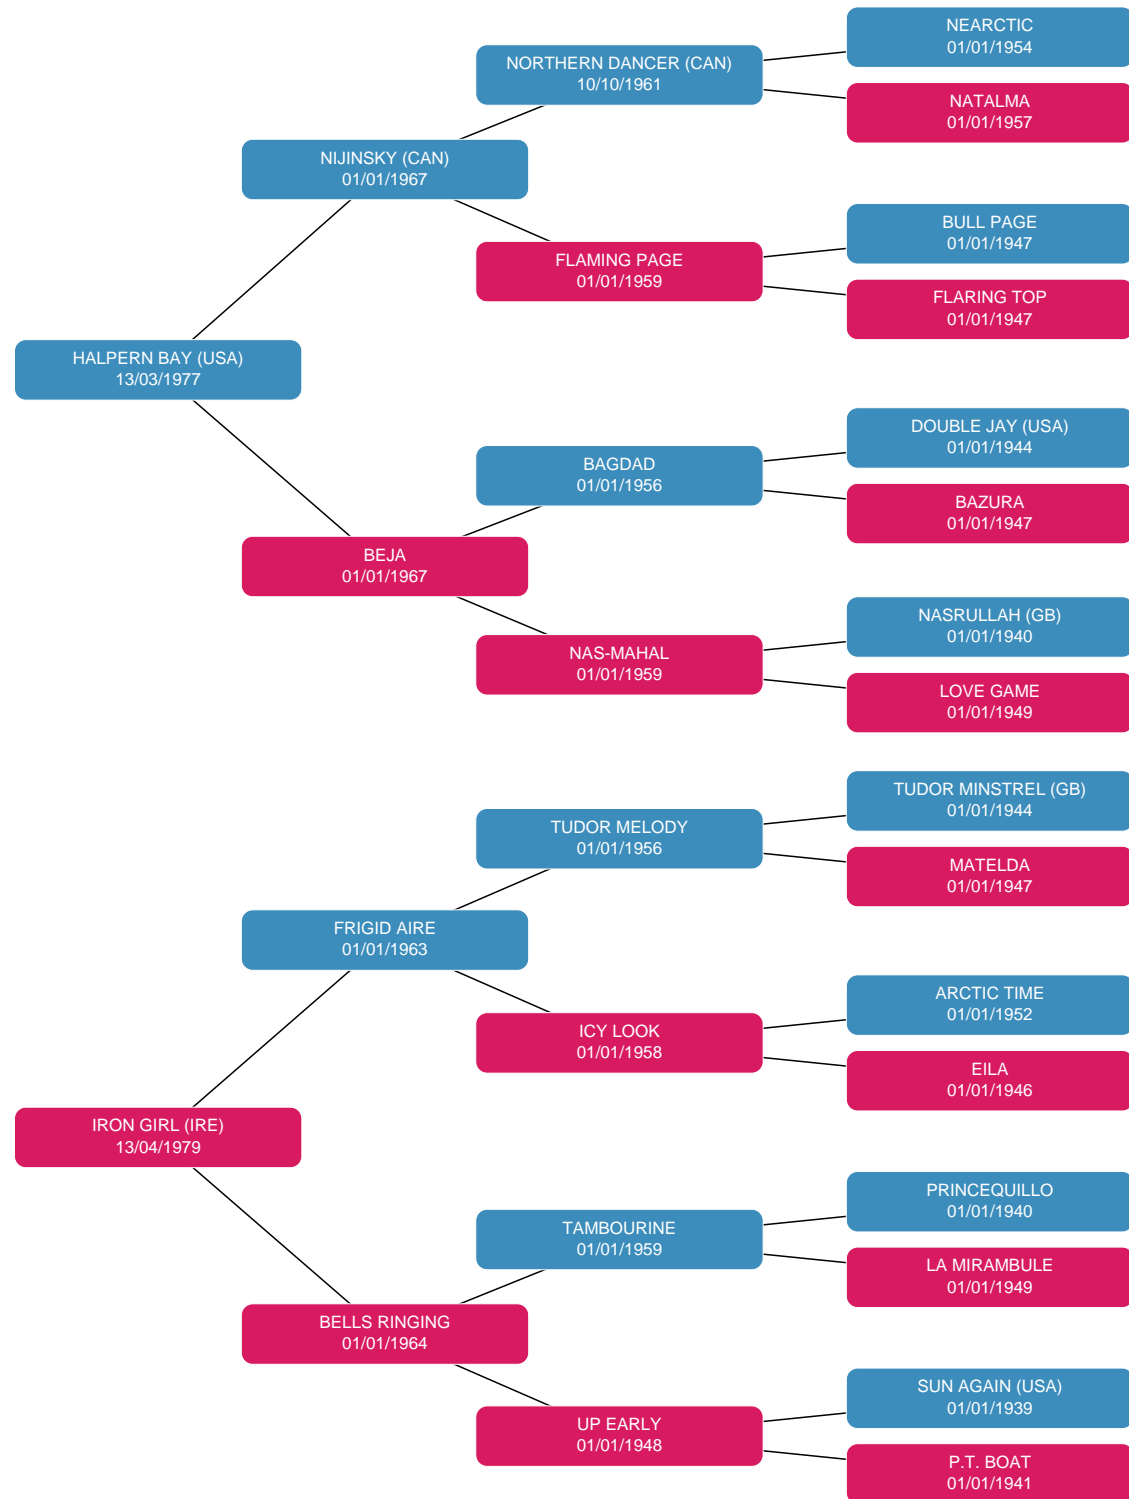 NEARCTIC
01/01/1954
NORTHERN DANCER (CAN)
10/10/1961
NATALMA
01/01/1957
NIJINSKY (CAN)
01/01/1967
BULL PAGE
01/01/1947
FLAMING PAGE
01/01/1959
FLARING TOP
01/01/1947
HALPERN BAY (USA)
13/03/1977
DOUBLE JAY (USA)
01/01/1944
BAGDAD
01/01/1956
BAZURA
01/01/1947
BEJA
01/01/1967
NASRULLAH (GB)
01/01/1940
NAS-MAHAL
01/01/1959
LOVE GAME
01/01/1949
TUDOR MINSTREL (GB)
01/01/1944
TUDOR MELODY
01/01/1956
MATELDA
01/01/1947
FRIGID AIRE
01/01/1963
ARCTIC TIME
01/01/1952
ICY LOOK
01/01/1958
EILA
01/01/1946
IRON GIRL (IRE)
13/04/1979
PRINCEQUILLO
01/01/1940
TAMBOURINE
01/01/1959
LA MIRAMBULE
01/01/1949
BELLS RINGING
01/01/1964
SUN AGAIN (USA)
01/01/1939
UP EARLY
01/01/1948
P.T. BOAT
01/01/1941